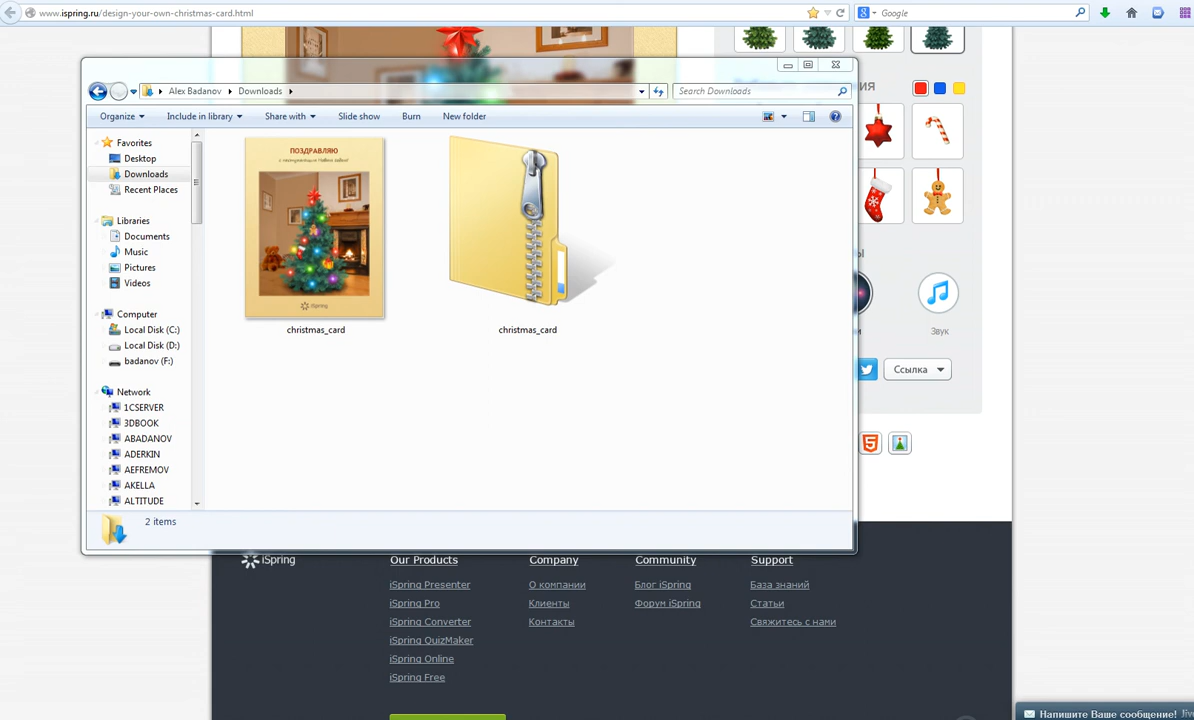 www.ispring.ru/design-your-own-christmas-card.html
Google
Alex Badanov
Downloads
Search Downloads
Organize
Include in library
Share with
Slide show
Burn
New folder
Favorites
Desktop
Downloads
Recent Places
Libraries
Documents
Music
Pictures
Videos
Computer
Local Disk (C:)
Local Disk (D:)
badanov (F:)
Network
1CSERVER
3DBOOK
ABADANOV
ADERKIN
AEFREMOV
AKELLA
ALTITUDE
ПОЗДРАВЛЯЮ
с наступающим Новым годом!
iSpring
christmas_card
christmas_card
2 items
Звук
Ссылка
iSpring
Our Products
iSpring Presenter
iSpring Pro
iSpring Converter
iSpring QuizMaker
iSpring Online
iSpring Free
Company
О компании
Клиенты
Контакты
Community
Блог iSpring
Форум iSpring
Support
База знаний
Статьи
Свяжитесь с нами
Напишите Ваше сообщение!